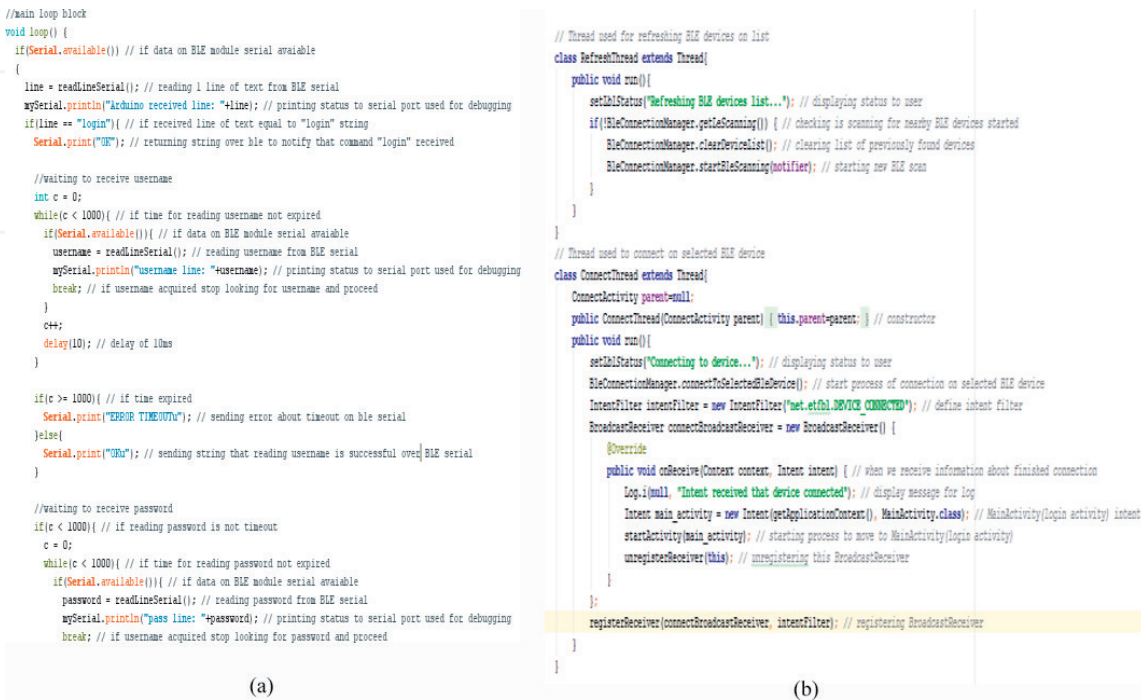 //main loop block
void loop() {
if(Serial.available()) // if data on BLE module serial avaiable
{
line = readLineSerial(); // reading 1 line of text from BLE serial
mySerial.println("Arduino received line: "+line); // printing status to serial port used for debugging
if(line == "login"){ // if received line of text equal to "login" string
Serial.print("OK"); // returning string over ble to notify that command "login" received
//waiting to receive username
int c = 0;
while(c < 1000){ // if time for reading username not expired
if(Serial.available()){ // if data on BLE module serial avaiable
username = readLineSerial(); // reading username from BLE serial
mySerial.println("username line: "+username); // printing status to serial port used for debugging
break; // if username acquired stop looking for username and proceed
}
c++;
delay(10); // delay of 10ms
}
if(c >= 1000){ // if time expired
Serial.print("ERROR TIMEOUTu"); // sending error about timeout on ble serial
}else{
Serial.print("OKu"); // sending string that reading username is successful over BLE serial
}
//waiting to receive password
if(c < 1000){ // if reading password is not timeout
c = 0;
while(c < 1000){ // if time for reading password not expired
if(Serial.available()){ // if data on BLE module serial avaiable
password = readLineSerial(); // reading password from BLE serial
mySerial.println("pass line: "+password); // printing status to serial port used for debugging
break; // if username acquired stop looking for password and proceed
(a)
// Thread used for refreshing BLE devices on list
class RefreshThread extends Thread{
public void run(){
setLblStatus("Refreshing BLE devices list..."); // displaying status to user
if(!BleConnectionManager.getLeScanning()) { // checking is scanning for nearby BLE devices started
BleConnectionManager.clearDeviceList(); // clearing list of previously found devices
BleConnectionManager.startBleScanning(notifier); // starting new BLE scan
}
}
}
// Thread used to connect on selected BLE device
class ConnectThread extends Thread{
ConnectActivity parent=null;
public ConnectThread(ConnectActivity parent) { this.parent=parent; } // constructor
public void run(){
setLblStatus("Connecting to device..."); // displaying status to user
BleConnectionManager.connectToSelectedBleDevice(); // start process of connection on selected BLE device
IntentFilter intentFilter = new IntentFilter("net.etfbl.DEVICE_CONNECTED"); // define intent filter
BroadcastReceiver connectBroadcastReceiver = new BroadcastReceiver() {
@Override
public void onReceive(Context context, Intent intent) { // when we receive information about finished connection
Log.i(null, "Intent received that device connected"); // display message for log
Intent main_activity = new Intent(getApplicationContext(), MainActivity.class); // MainActivity(login activity) intent
startActivity(main_activity); // starting process to move to MainActivity(login activity)
unregisterReceiver(this); // unregistering this BroadcastReceiver
}
};
registerReceiver(connectBroadcastReceiver, intentFilter); // registering BroadcastReceiver
}
}
(b)